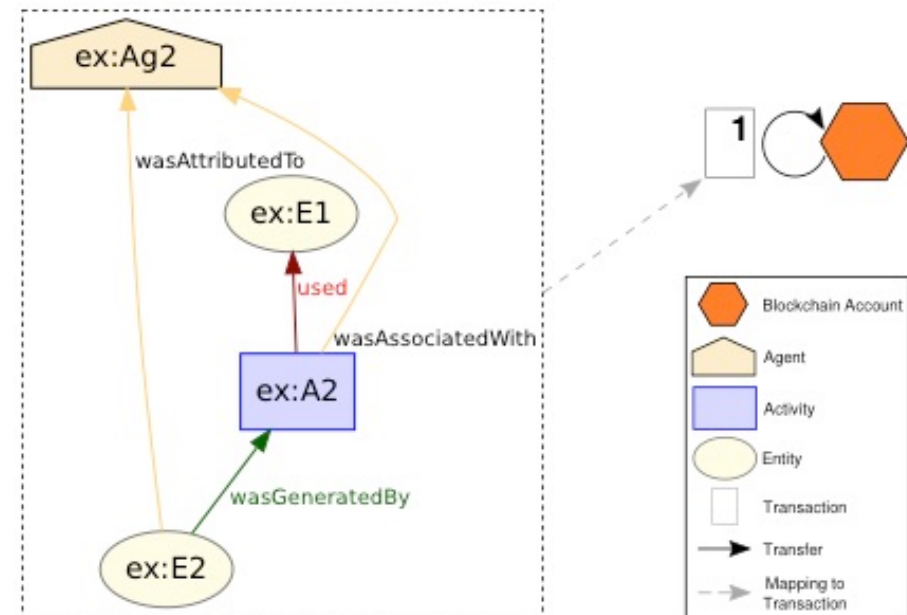 ex:Ag2
1
wasAttributedTo
ex:E1
used
wasAssociatedWith
ex:A2
wasGeneratedBy
ex:E2
Blockchain Account
Agent
Activity
Entity
Transaction
Transfer
Mapping to
Transaction